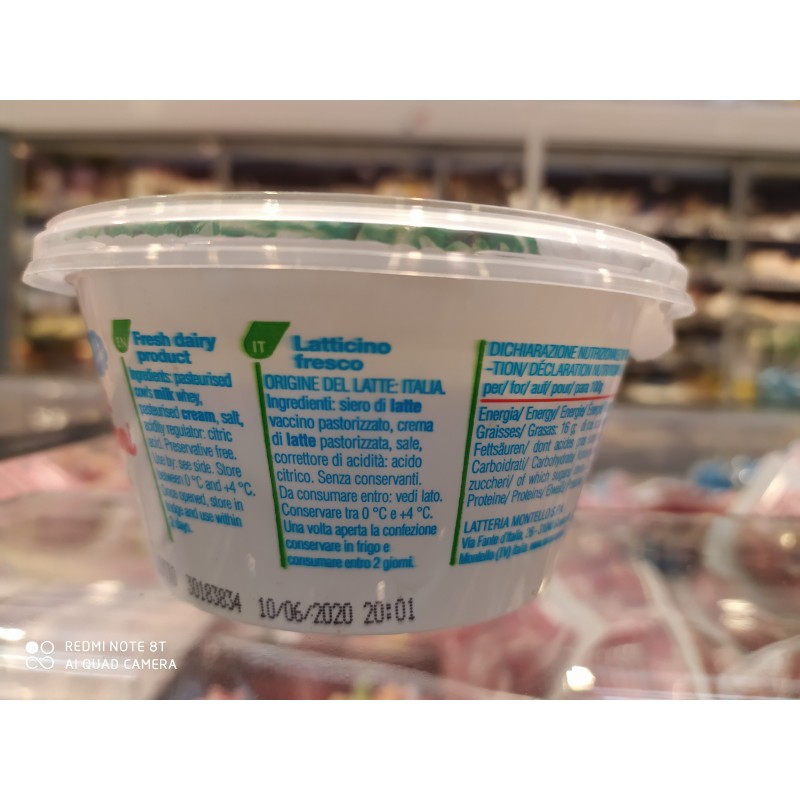 EN
Fresh dairy
product
Ingredients: pasteurised
cow's milk whey,
pasteurised cream, salt,
acidity regulator: citric
acid. Preservative free.
Use by: see side. Store
between 0 °C and +4 °C.
Once opened, store in
fridge and use within
2 days.
IT
Latticino
fresco
ORIGINE DEL LATTE: ITALIA.
Ingredienti: siero di latte
vaccino pastorizzato, crema
di latte pastorizzata, sale,
correttore di acidità: acido
citrico. Senza conservanti.
Da consumare entro: vedi lato.
Conservare tra 0 °C e +4 °C.
Una volta aperta la confezione
conservare in frigo e
consumare entro 2 giorni.
DICHIARAZIONE
-TION/ DÉCLARATION
per/ for/ auf/ pour/ para 100g
Energia/ Energy/ Energie/
Graisses/ Grasas: 16 g
Fettsäuren/ dont acides
Carboidrati/ Carbohydrate/
zuccheri/ of which sugars/
Proteine/ Proteins/
LATTERIA MONTELLO S.P.A.
Via Fante d'Italia, 26 -
Montello (TV) Italia,
30183834 10/06/2020 20:01
REDMI NOTE 8T
AI QUAD CAMERA